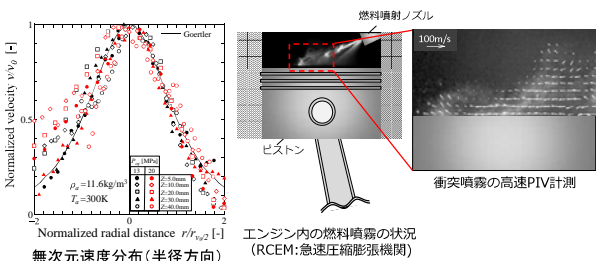 Normalized velocity v/v₀ [-]
1
0.5
0
Goertler
ρₐ =11.6kg/m³
Tₐ =300K
[MPa]
13 20
Z=5.0mm
Z=10.0mm
Z=20.0mm
Z=30.0mm
Z=40.0mm
-2 0 2
Normalized radial distance r/r_v₀/2 [-]
無次元速度分布(半径方向)
燃料噴射ノズル
ピストン
エンジン内の燃料噴霧の状況
(RCEM:急速圧縮膨張機関)
100m/s
衝突噴霧の高速PIV計測